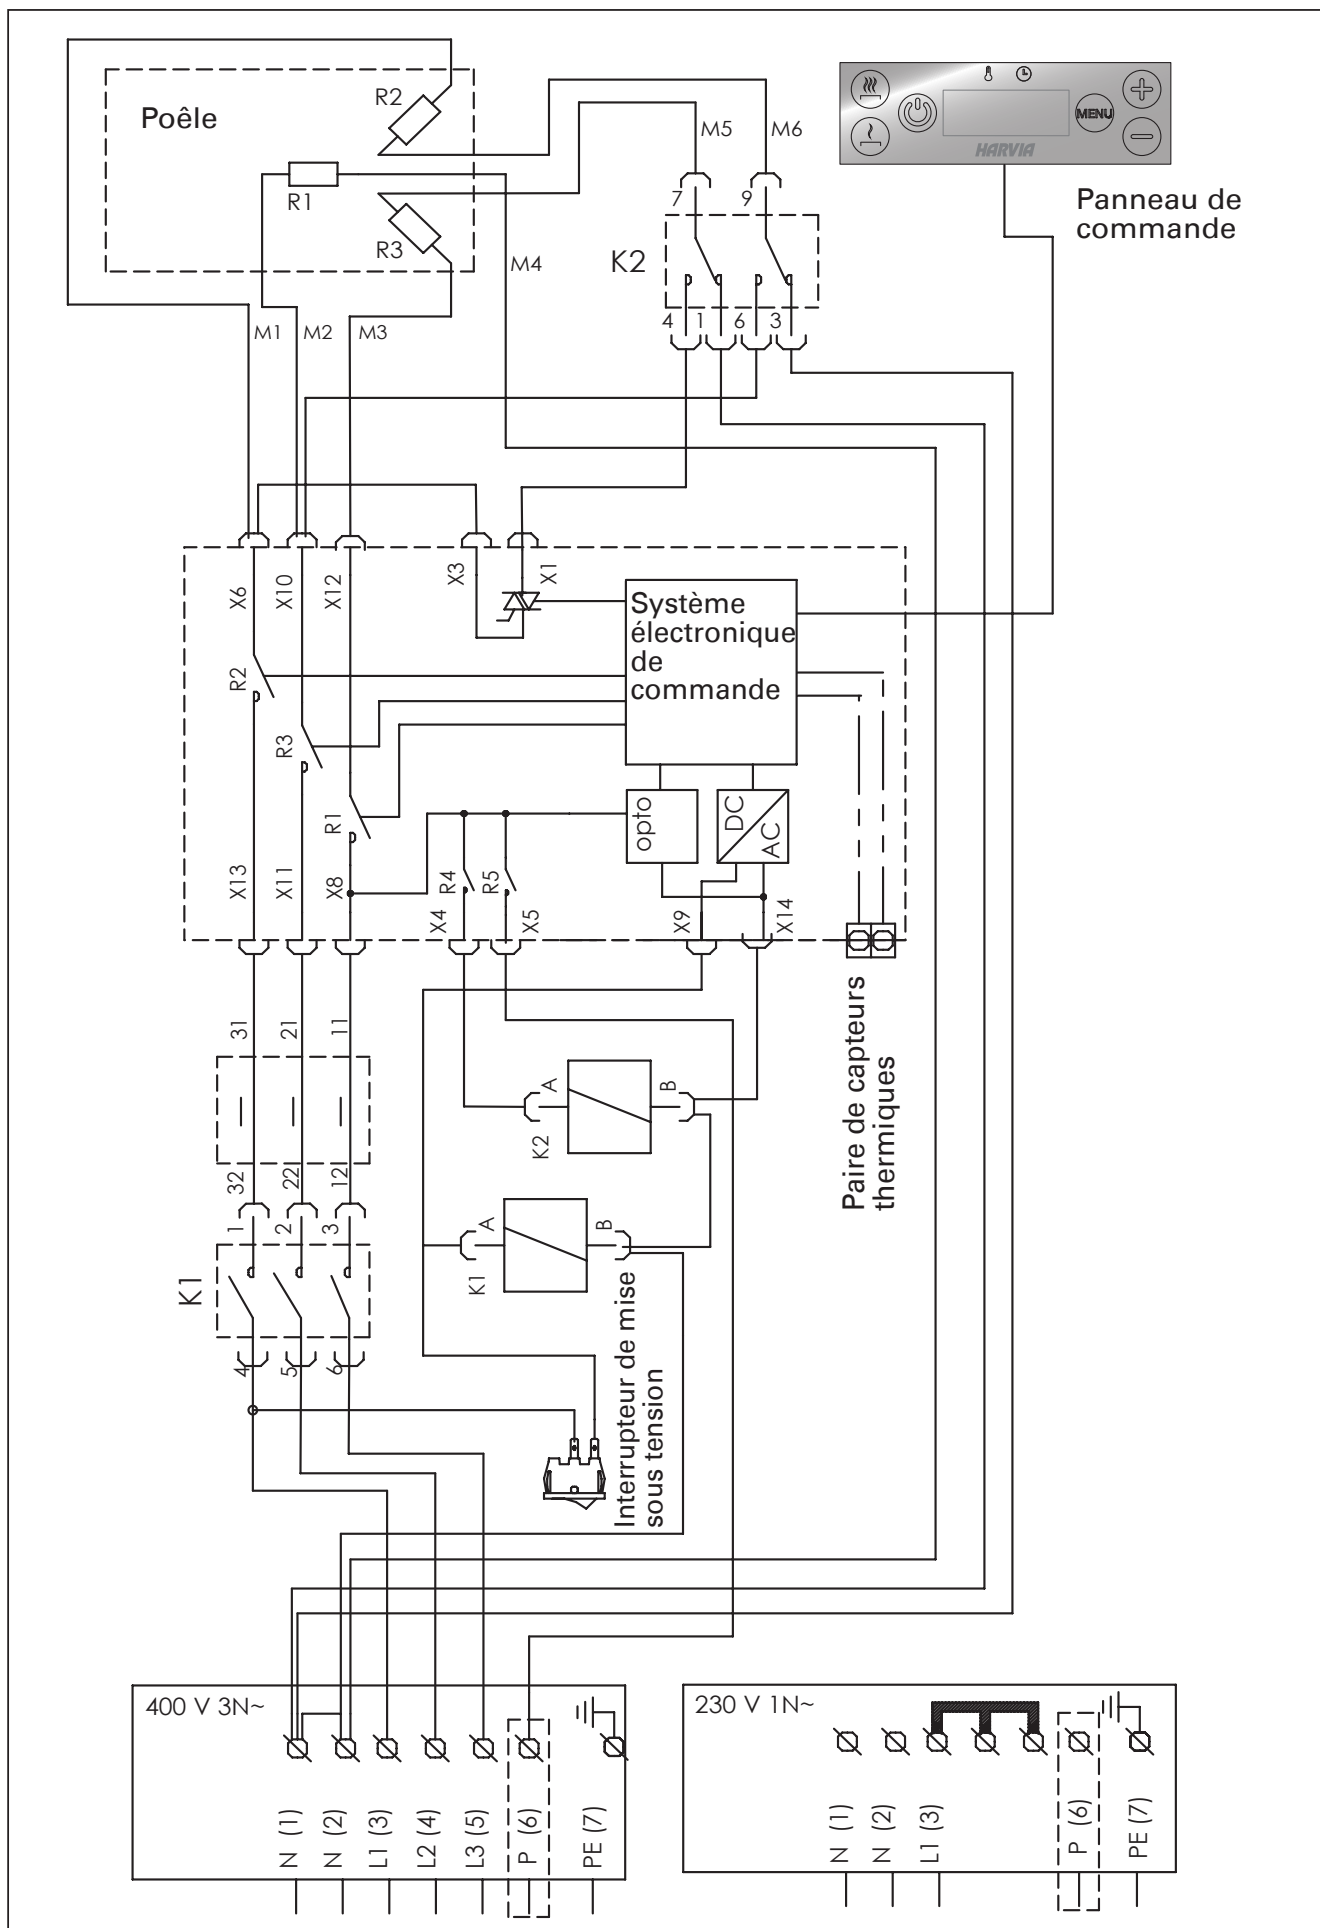 Poêle
R2
R1
R3
M5
M6
MENU
HARVIA
Panneau de
commande
7
9
K2
4
1
6
3
M4
M1
M2
M3
X6
X10
X12
X3
X1
Système
électronique
de
commande
R2
R3
R1
opto
DC
AC
R4
R5
X13
X11
X8
X4
X5
X9
X14
Paire de capteurs
thermiques
31
21
11
A
B
K2
32
22
12
1
2
3
A
B
K1
K1
4
5
6
Interrupteur de mise
sous tension
400 V 3N~
N (1)
N (2)
L1 (3)
L2 (4)
L3 (5)
P (6)
PE (7)
230 V 1N~
N (1)
N (2)
L1 (3)
P (6)
PE (7)